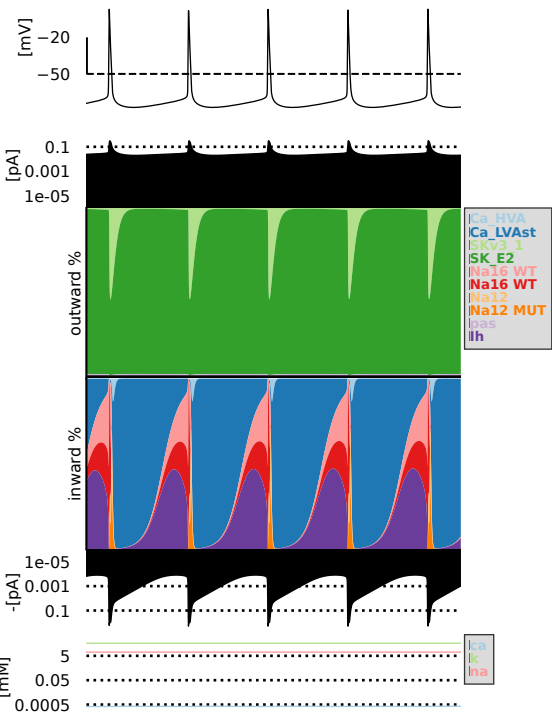 [mV]
−20
−50
[pA]
0.1
0.001
1e-05
outward %
Ca_HVA
Ca_LVAst
SKv3_1
SK_E2
Na16 WT
Na16 WT
Na12
Na12 MUT
pas
Ih
inward %
-[pA]
1e-05
0.001
0.1
[mM]
5
0.05
0.0005
ca
k
na